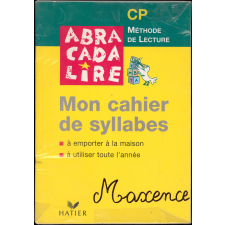 CP
ABRA
CADA
LIRE
MÉTHODE
DE LECTURE
Mon cahier
de syllabes
à emporter à la maison
à utiliser toute l'année
Maxence
HATIER